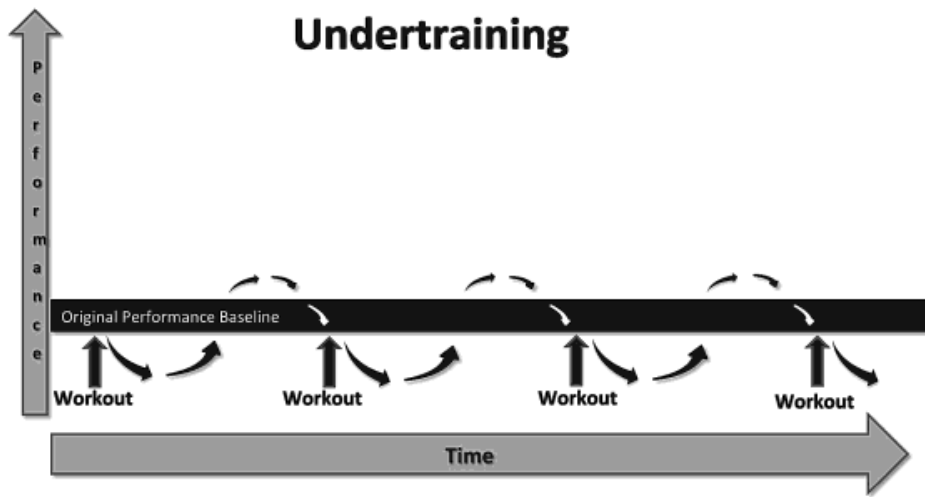 Undertraining
Performance
Original Performance Baseline
Workout
Workout
Workout
Workout
Time